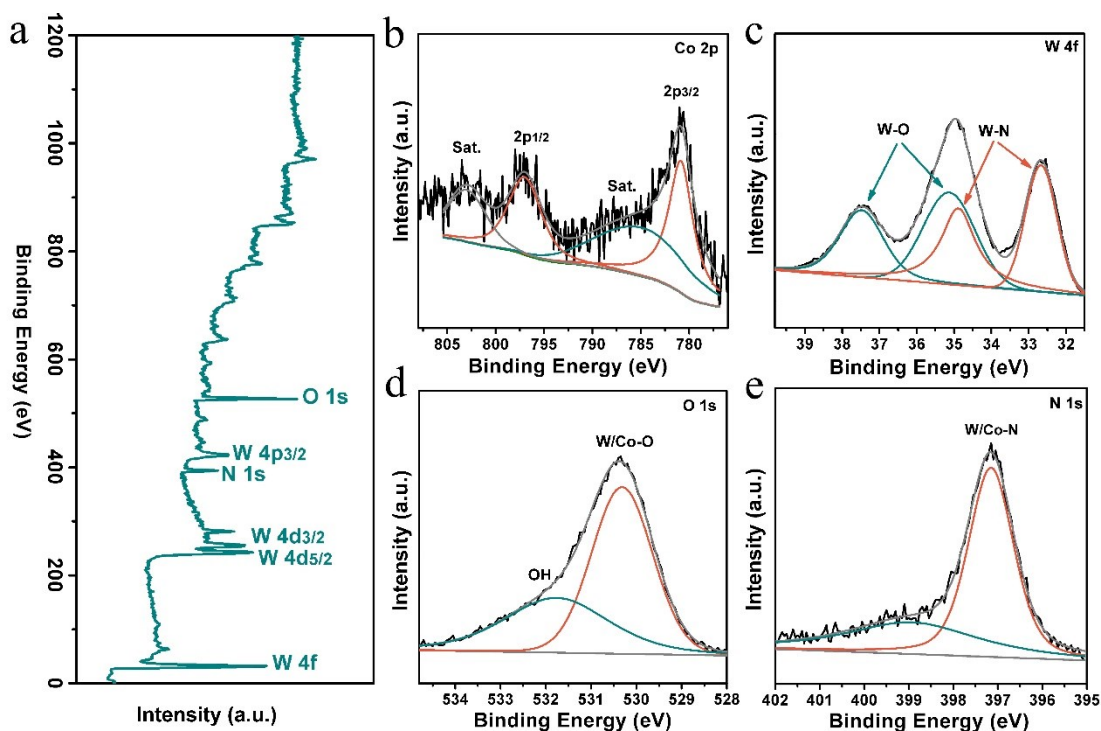 a
1200
1000
800
600
400
200
0
Binding Energy (eV)
O 1s
W 4p3/2
N 1s
W 4d3/2
W 4d5/2
W 4f
Intensity (a.u.)
b
Co 2p
2p3/2
2p1/2
Sat.
Sat.
Intensity (a.u.)
805 800 795 790 785 780
Binding Energy (eV)
c
W 4f
W-O
W-N
Intensity (a.u.)
38 37 36 35 34 33 32
Binding Energy (eV)
d
O 1s
W/Co-O
OH
Intensity (a.u.)
534 533 532 531 530 529 528
Binding Energy (eV)
e
N 1s
W/Co-N
Intensity (a.u.)
402 401 400 399 398 397 396 395
Binding Energy (eV)